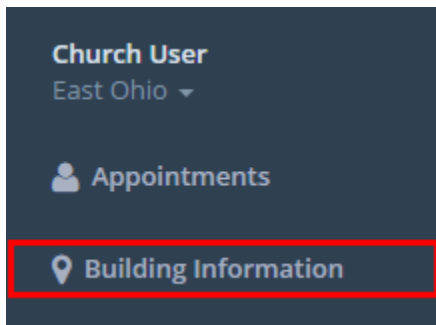 Church User
East Ohio
Appointments
Building Information